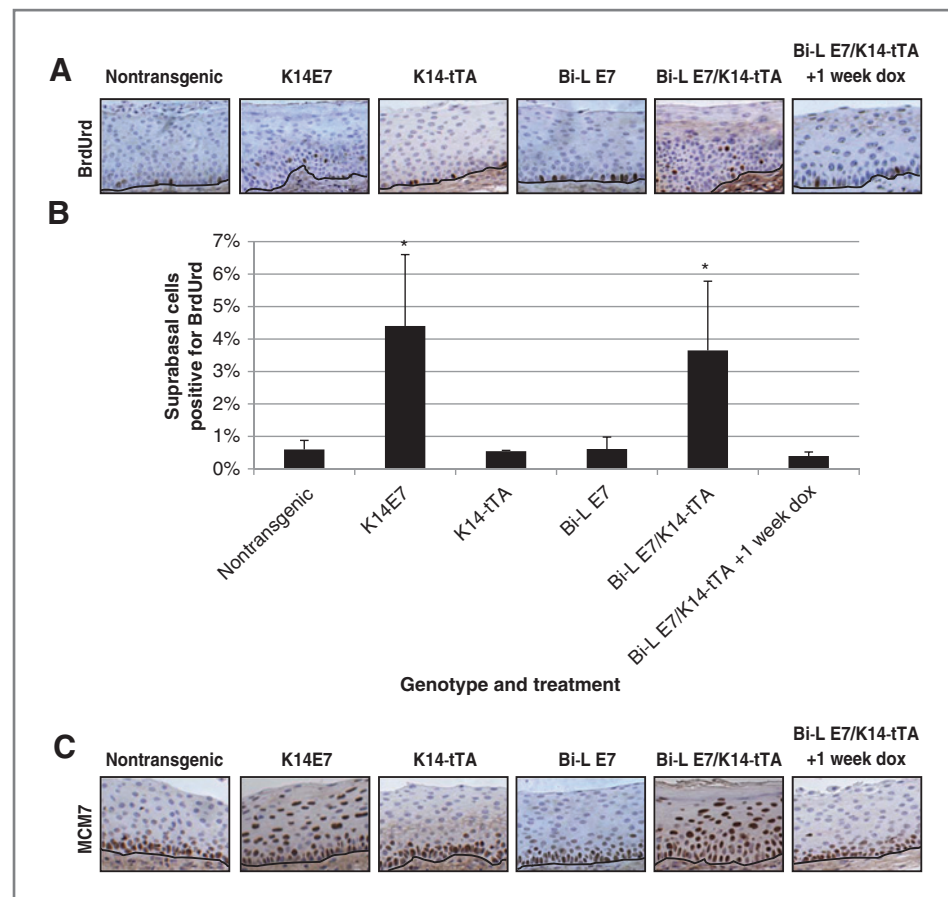 A
Nontransgenic
K14E7
K14-tTA
Bi-L E7
Bi-L E7/K14-tTA
Bi-L E7/K14-tTA
+1 week dox
BrdUrd
B
Suprabasal cells
positive for BrdUrd
7%
6%
5%
4%
3%
2%
1%
0%
*
*
Nontransgenic
K14E7
K14-tTA
Bi-L E7
Bi-L E7/K14-tTA
Bi-L E7/K14-tTA +1 week dox
Genotype and treatment
C
Nontransgenic
K14E7
K14-tTA
Bi-L E7
Bi-L E7/K14-tTA
Bi-L E7/K14-tTA
+1 week dox
MCM7